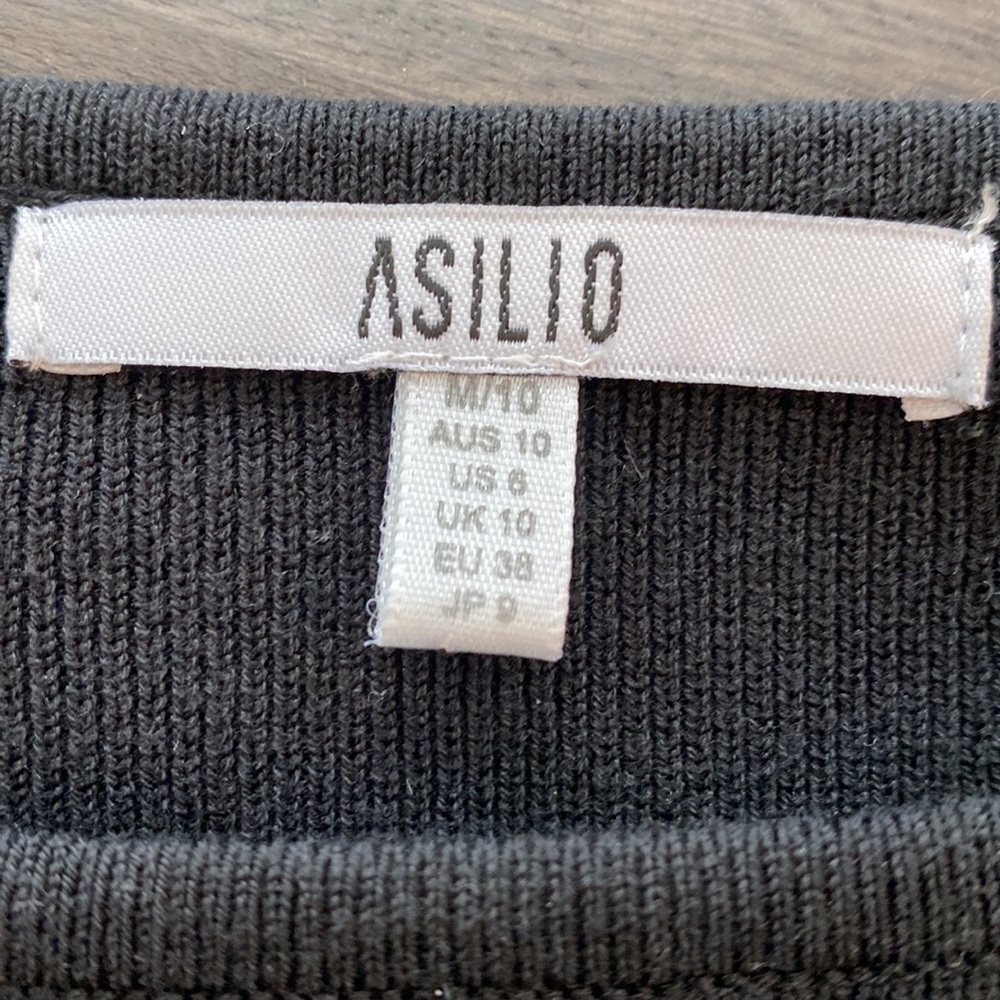 ASILIO
M/10
AUS 10
US 6
UK 10
EU 38
JP 9